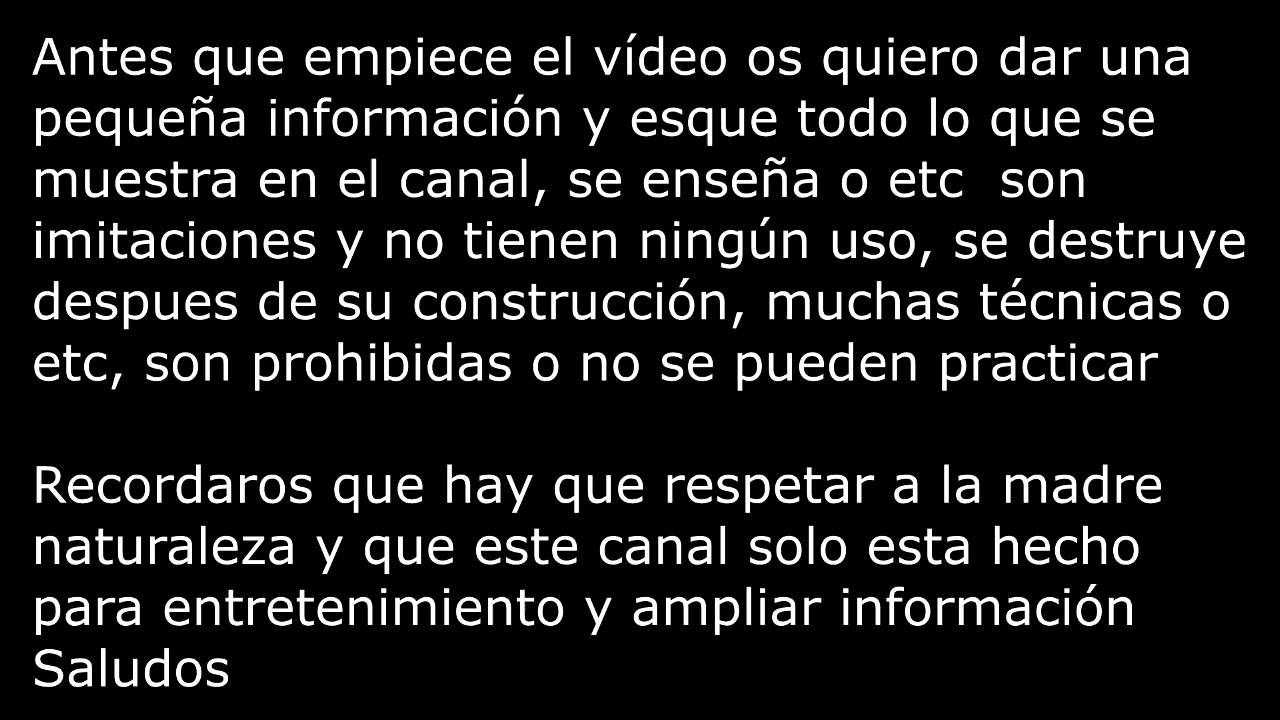 Antes que empiece el vídeo os quiero dar una
pequeña información y esque todo lo que se
muestra en el canal, se enseña o etc  son
imitaciones y no tienen ningún uso, se destruye
despues de su construcción, muchas técnicas o
etc, son prohibidas o no se pueden practicar

Recordaros que hay que respetar a la madre
naturaleza y que este canal solo esta hecho
para entretenimiento y ampliar información
Saludos